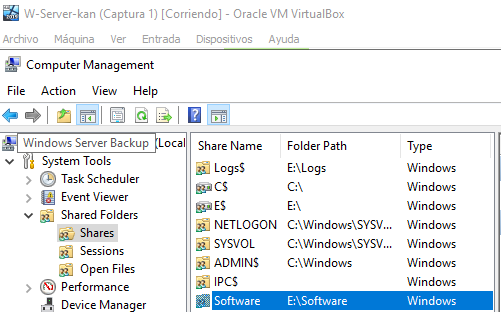 W-Server-kan (Captura 1) [Corriendo] - Oracle VM VirtualBox
Archivo Máquina Ver Entrada Dispositivos Ayuda
Computer Management
File Action View Help
Windows Server Backup (Local
System Tools
Task Scheduler
Event Viewer
Shared Folders
Shares
Sessions
Open Files
Performance
Device Manager
Share Name Folder Path Type
Logs$ E:\Logs Windows
C$ C:\ Windows
E$ E:\ Windows
NETLOGON C:\Windows\SYSV... Windows
SYSVOL C:\Windows\SYSV... Windows
ADMIN$ C:\Windows Windows
IPC$ Windows
Software E:\Software Windows